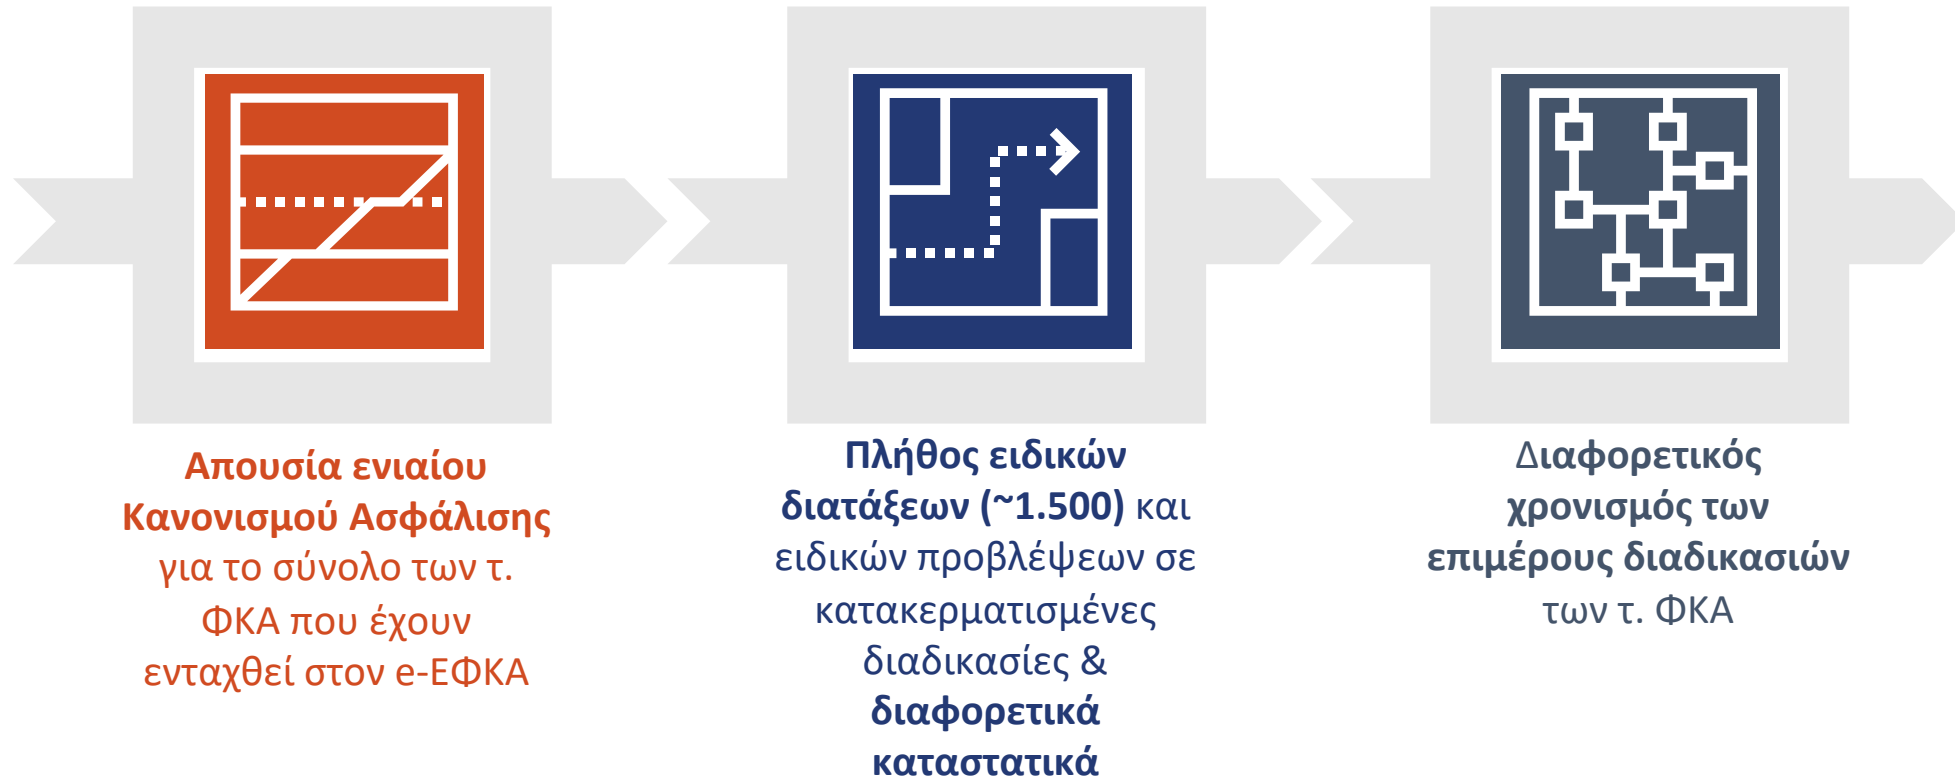 Απουσία ενιαίου
Κανονισμού Ασφάλισης
για το σύνολο των τ.
ΦΚΑ που έχουν
ενταχθεί στον e-ΕΦΚΑ
Πλήθος ειδικών
διατάξεων (~1.500) και
ειδικών προβλέψεων σε
κατακερματισμένες
διαδικασίες &
διαφορετικά
καταστατικά
Διαφορετικός
χρονισμός των
επιμέρους διαδικασιών
των τ. ΦΚΑ